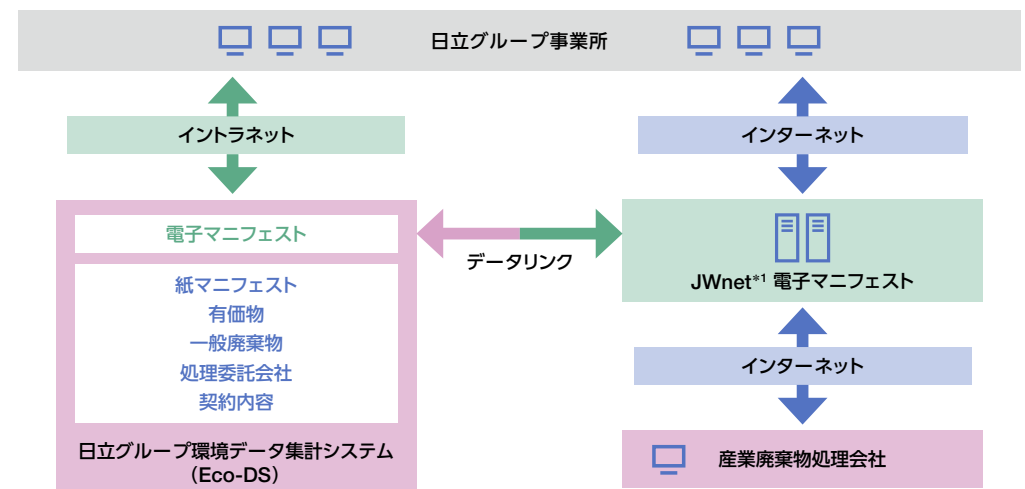 日立グループ事業所
イントラネット
インターネット
電子マニフェスト
紙マニフェスト
有価物
一般廃棄物
処理委託会社
契約内容
日立グループ環境データ集計システム
（Eco-DS）
データリンク
JWnet*1 電子マニフェスト
インターネット
産業廃棄物処理会社